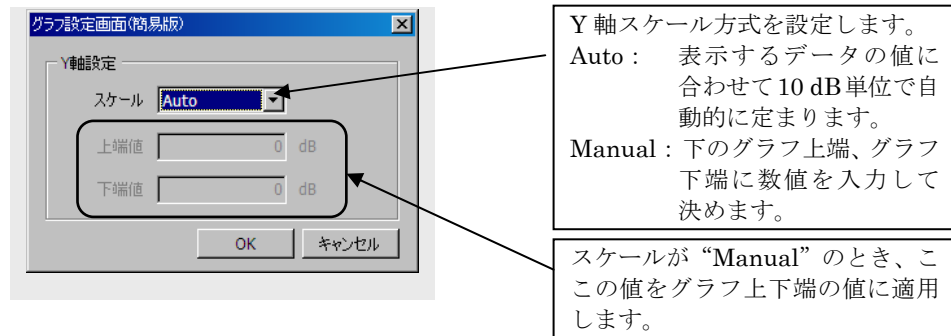 グラフ設定画面(簡易版)
Y軸設定
スケール Auto
上端値 0 dB
下端値 0 dB
OK キャンセル
Y 軸スケール方式を設定します。
Auto： 表示するデータの値に
合わせて 10 dB 単位で自
動的に定まります。
Manual：下のグラフ上端、グラフ
下端に数値を入力して
決めます。
スケールが“Manual”のとき、こ
この値をグラフ上下端の値に適用
します。